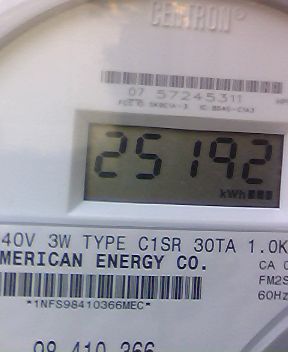 CENTRON®
07 57245311
25192
kWh
40V 3W TYPE C1SR 30TA 1.0K
MERICAN ENERGY CO.
CA 0
FM2S
60Hz
*1NFS98410366MEC*
98 410 366